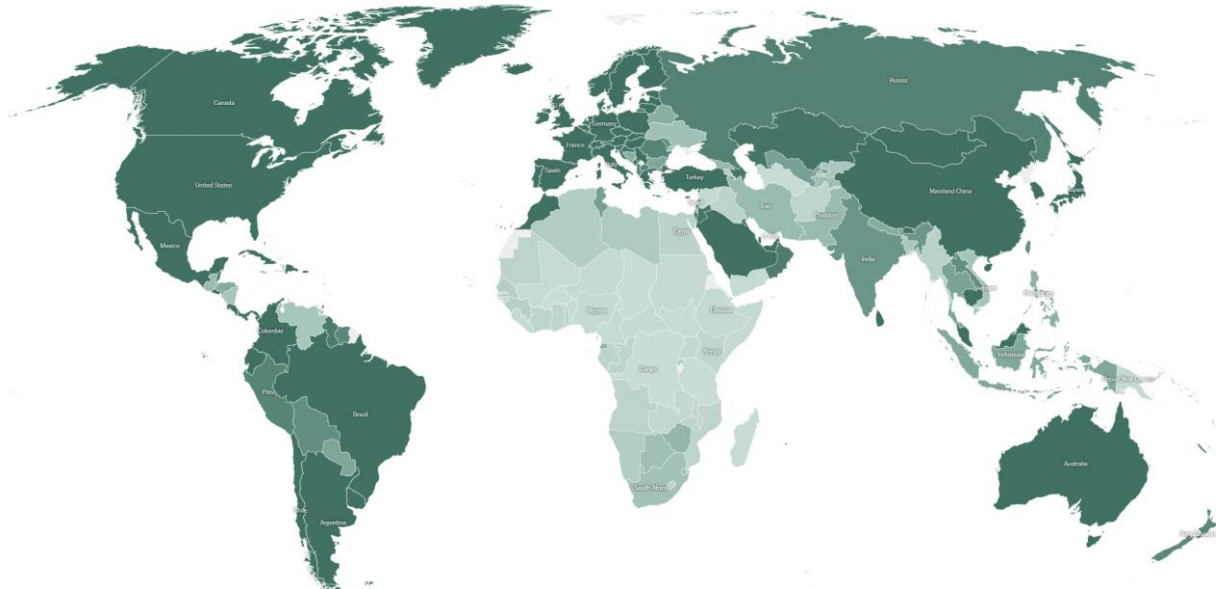 Russia
Canada
Germany
France
Spain
Turkey
United States
Mainland China
Iran
Pakistan
Mexico
Egypt
India
Vietnam
Nigeria
Ethiopia
Colombia
Kenya
Indonesia
Congo
Papua New Guinea
Peru
Brazil
Australia
South Africa
Chile
Argentina